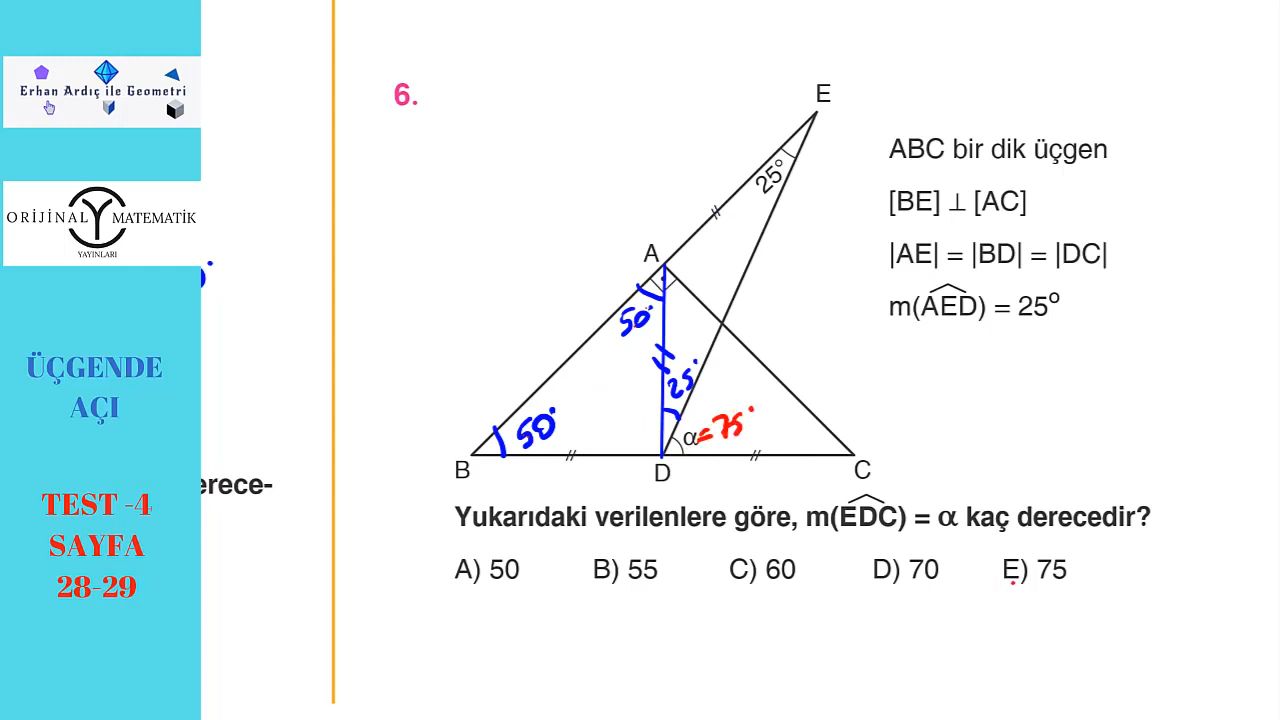 Erhan Ardıç ile Geometri
ORİJİNAL MATEMATİK
YAYINLARI
ÜÇGENDE
AÇI
TEST -4
SAYFA
28-29
erece-
6.
E
25°
A
50°
25°
50°
α = 75°
B
D
C
ABC bir dik üçgen
[BE] ⊥ [AC]
|AE| = |BD| = |DC|
m(AED) = 25°
Yukarıdaki verilenlere göre, m(EDC) = α kaç derecedir?
A) 50 B) 55 C) 60 D) 70 E) 75